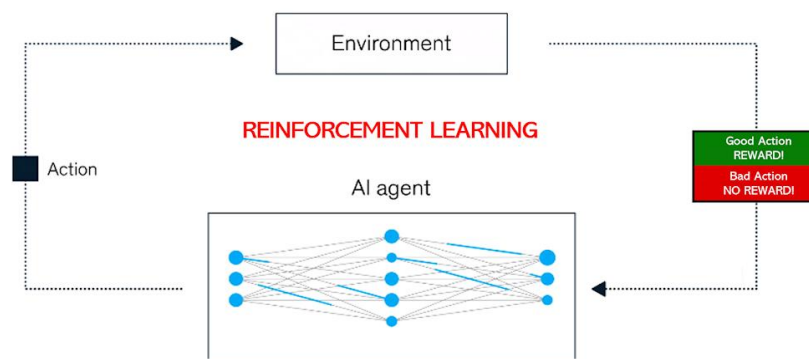 Environment
REINFORCEMENT LEARNING
Good Action
REWARD!
Bad Action
NO REWARD!
Action
AI agent